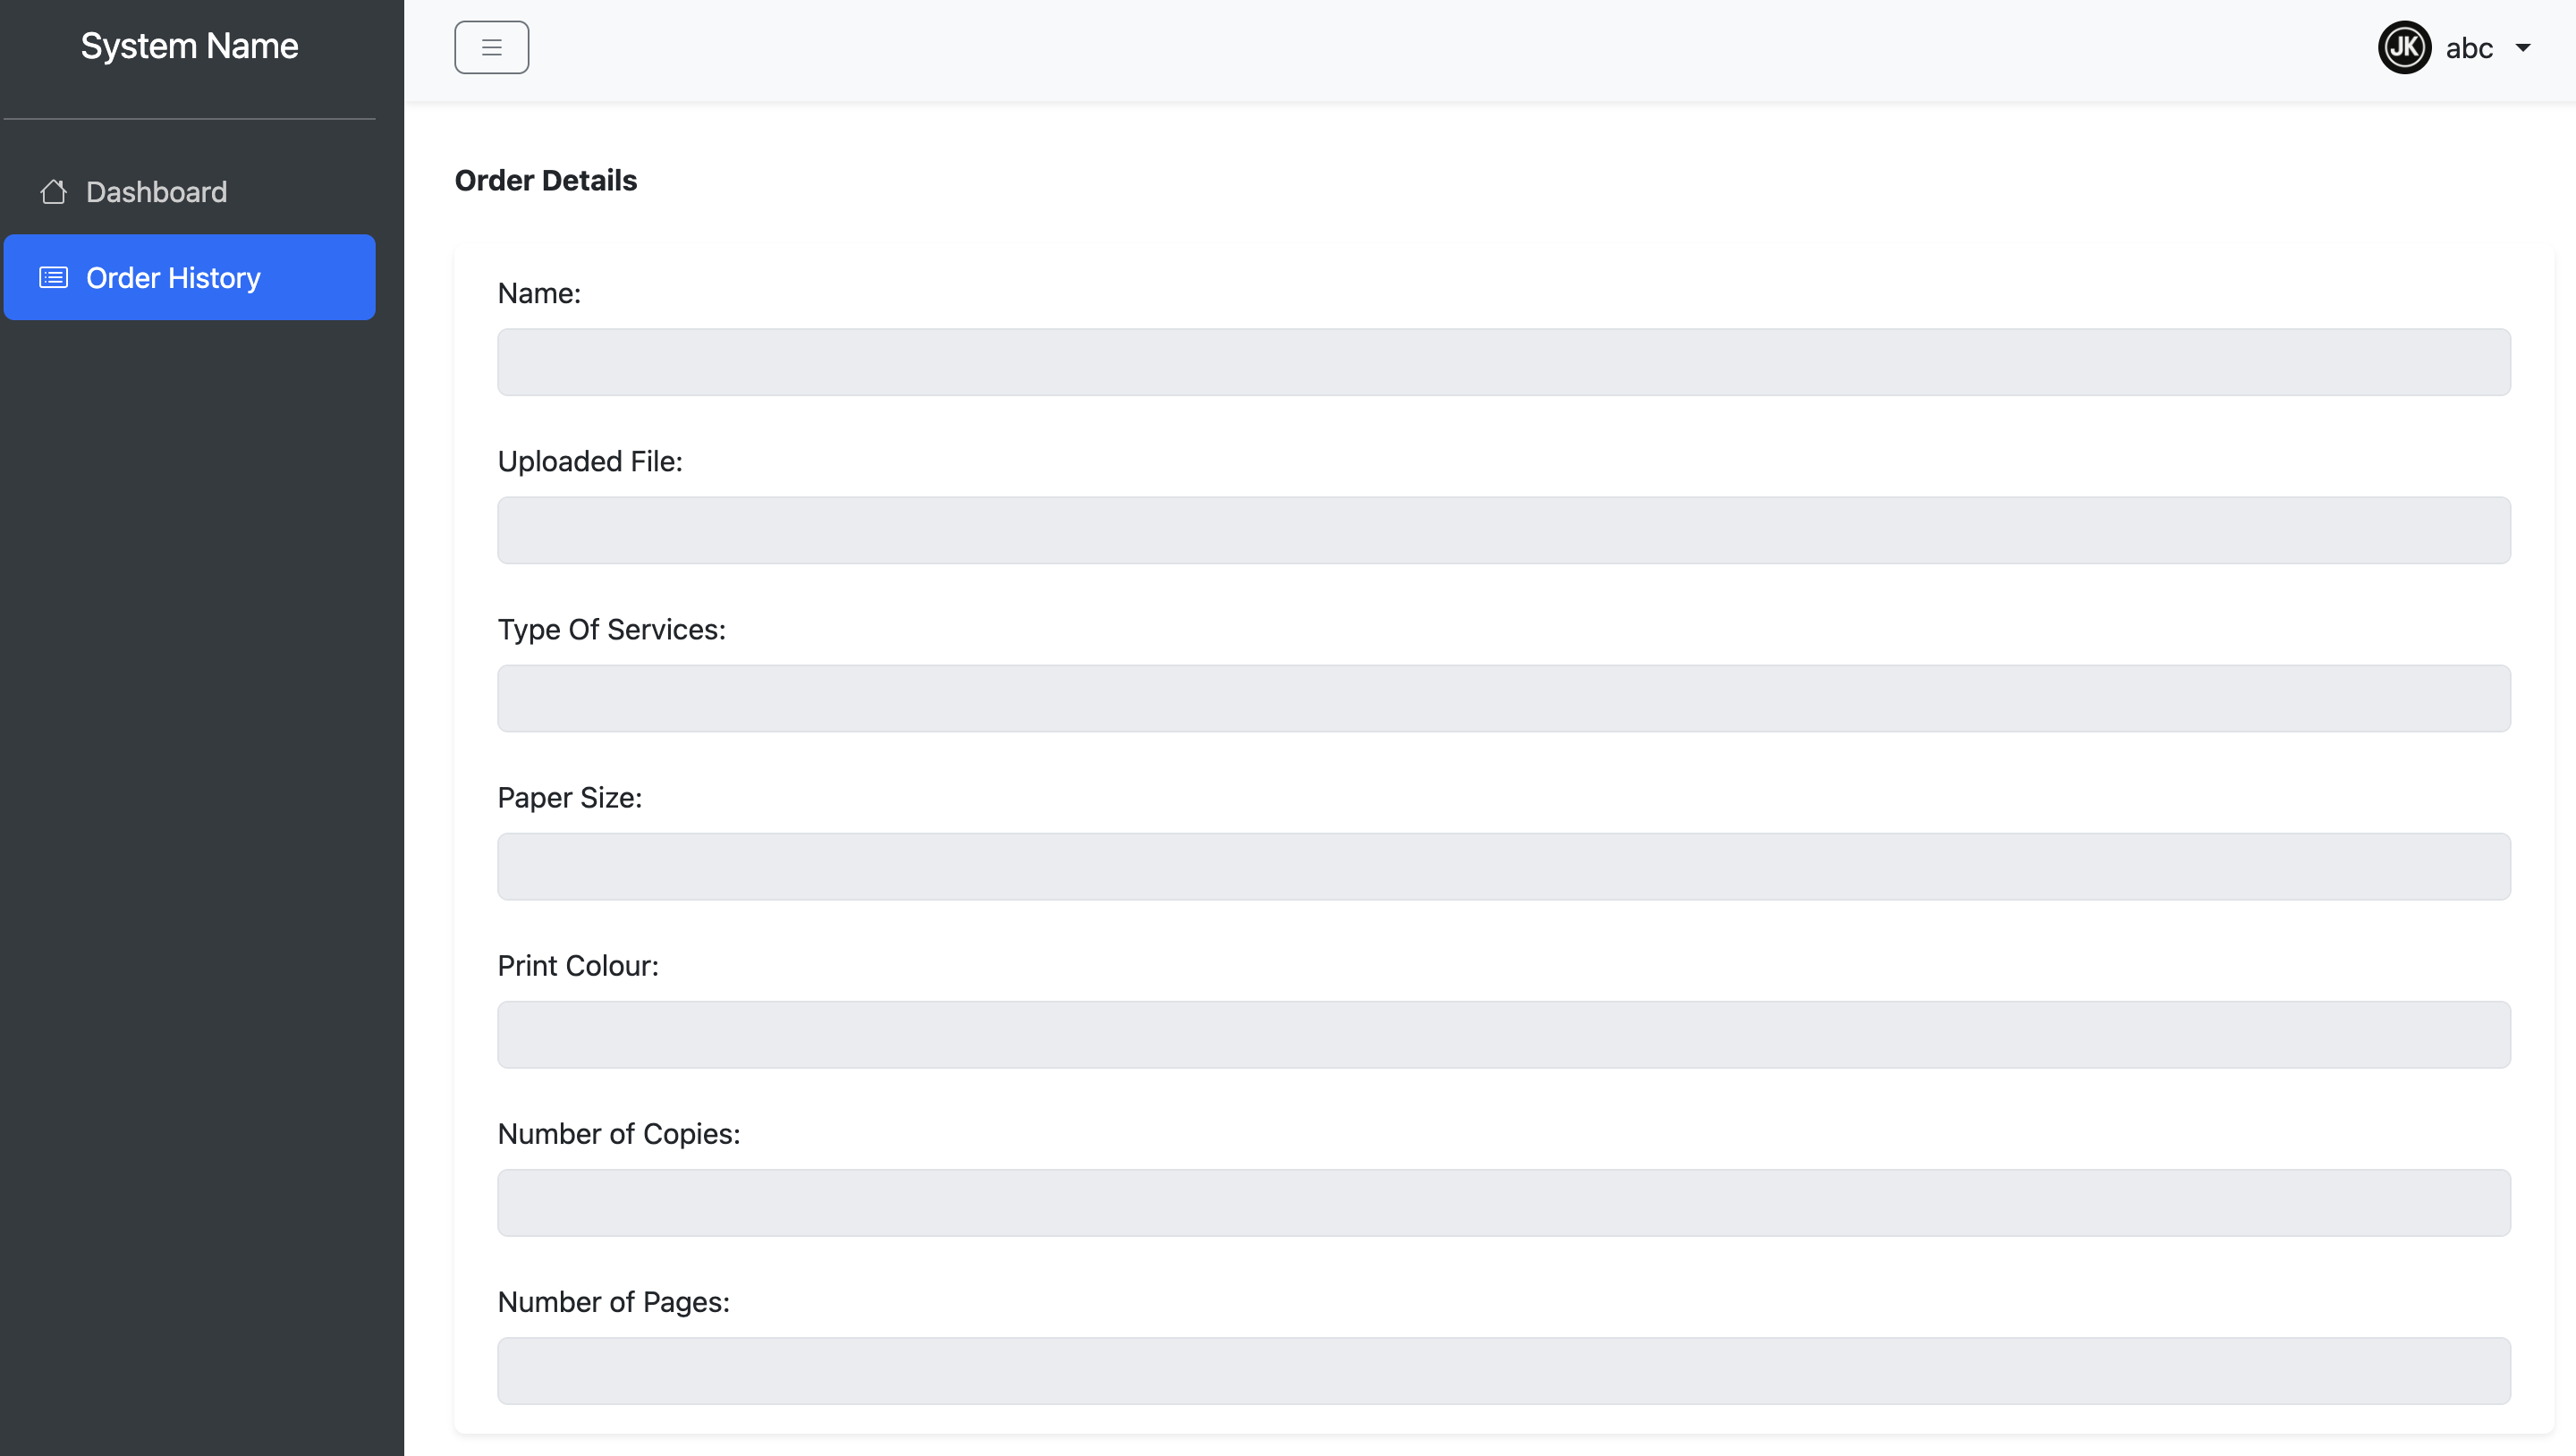 System Name
JK
abc
Dashboard
Order History
Order Details
Name:
Uploaded File:
Type Of Services:
Paper Size:
Print Colour:
Number of Copies:
Number of Pages: